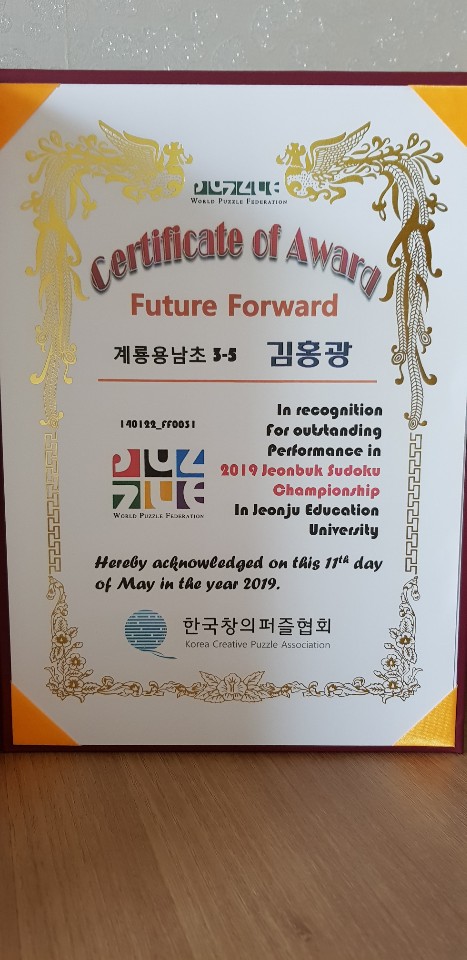 PUZZLE
WORLD PUZZLE FEDERATION
Certificate of Award
Future Forward
계룡용남초 3-5 김홍광
140122_FF0031
In recognition
For outstanding
Performance in
2019 Jeonbuk Sudoku
Championship
In Jeonju Education
University
PUZ
ZLE
WORLD PUZZLE FEDERATION
Hereby acknowledged on this 11th day
of May in the year 2019.
한국창의퍼즐협회
Korea Creative Puzzle Association